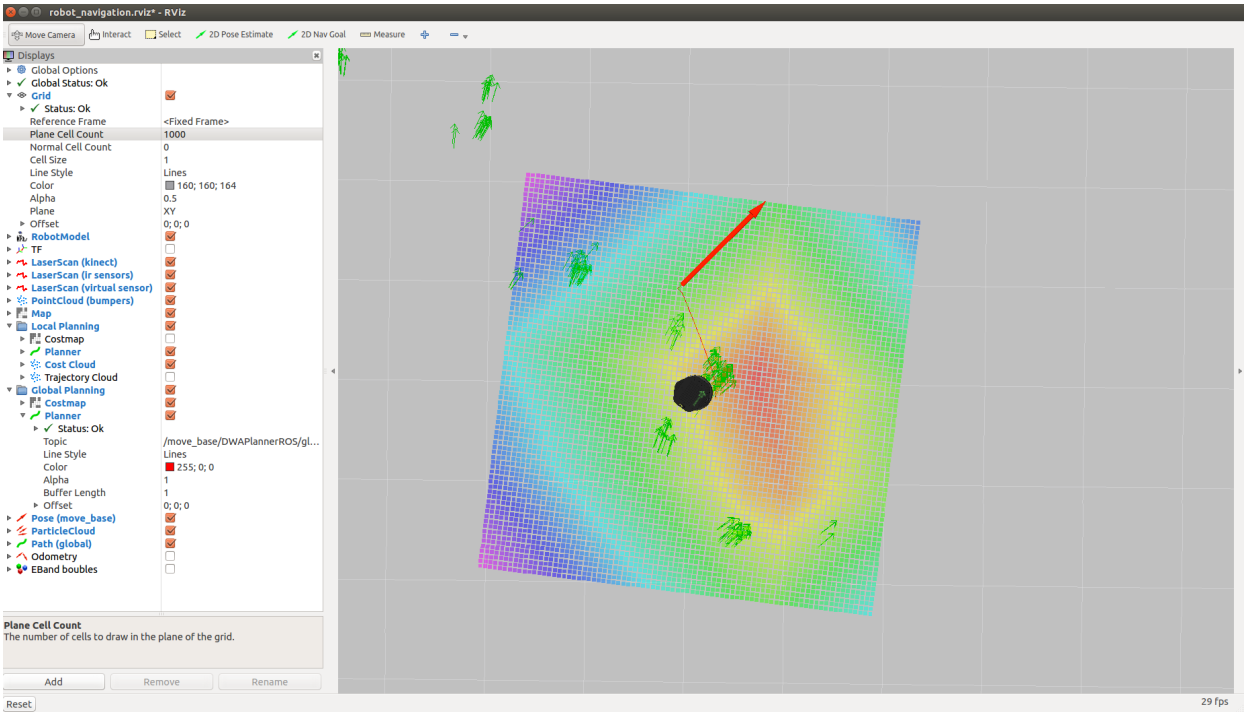 robot_navigation.rviz* - RViz
Move Camera Interact Select 2D Pose Estimate 2D Nav Goal Measure
Displays
Global Options
Global Status: Ok
Grid
Status: Ok
Reference Frame <Fixed Frame>
Plane Cell Count 1000
Normal Cell Count 0
Cell Size 1
Line Style Lines
Color 160; 160; 164
Alpha 0.5
Plane XY
Offset 0; 0; 0
RobotModel
TF
LaserScan (kinect)
LaserScan (ir sensors)
LaserScan (virtual sensor)
PointCloud (bumpers)
Map
Local Planning
Costmap
Planner
Cost Cloud
Trajectory Cloud
Global Planning
Costmap
Planner
Status: Ok
Topic /move_base/DWAPlannerROS/gl...
Line Style Lines
Color 255; 0; 0
Alpha 1
Buffer Length 1
Offset 0; 0; 0
Pose (move_base)
ParticleCloud
Path (global)
Odometry
EBand boubles
Plane Cell Count
The number of cells to draw in the plane of the grid.
Add Remove Rename
Reset 29 fps